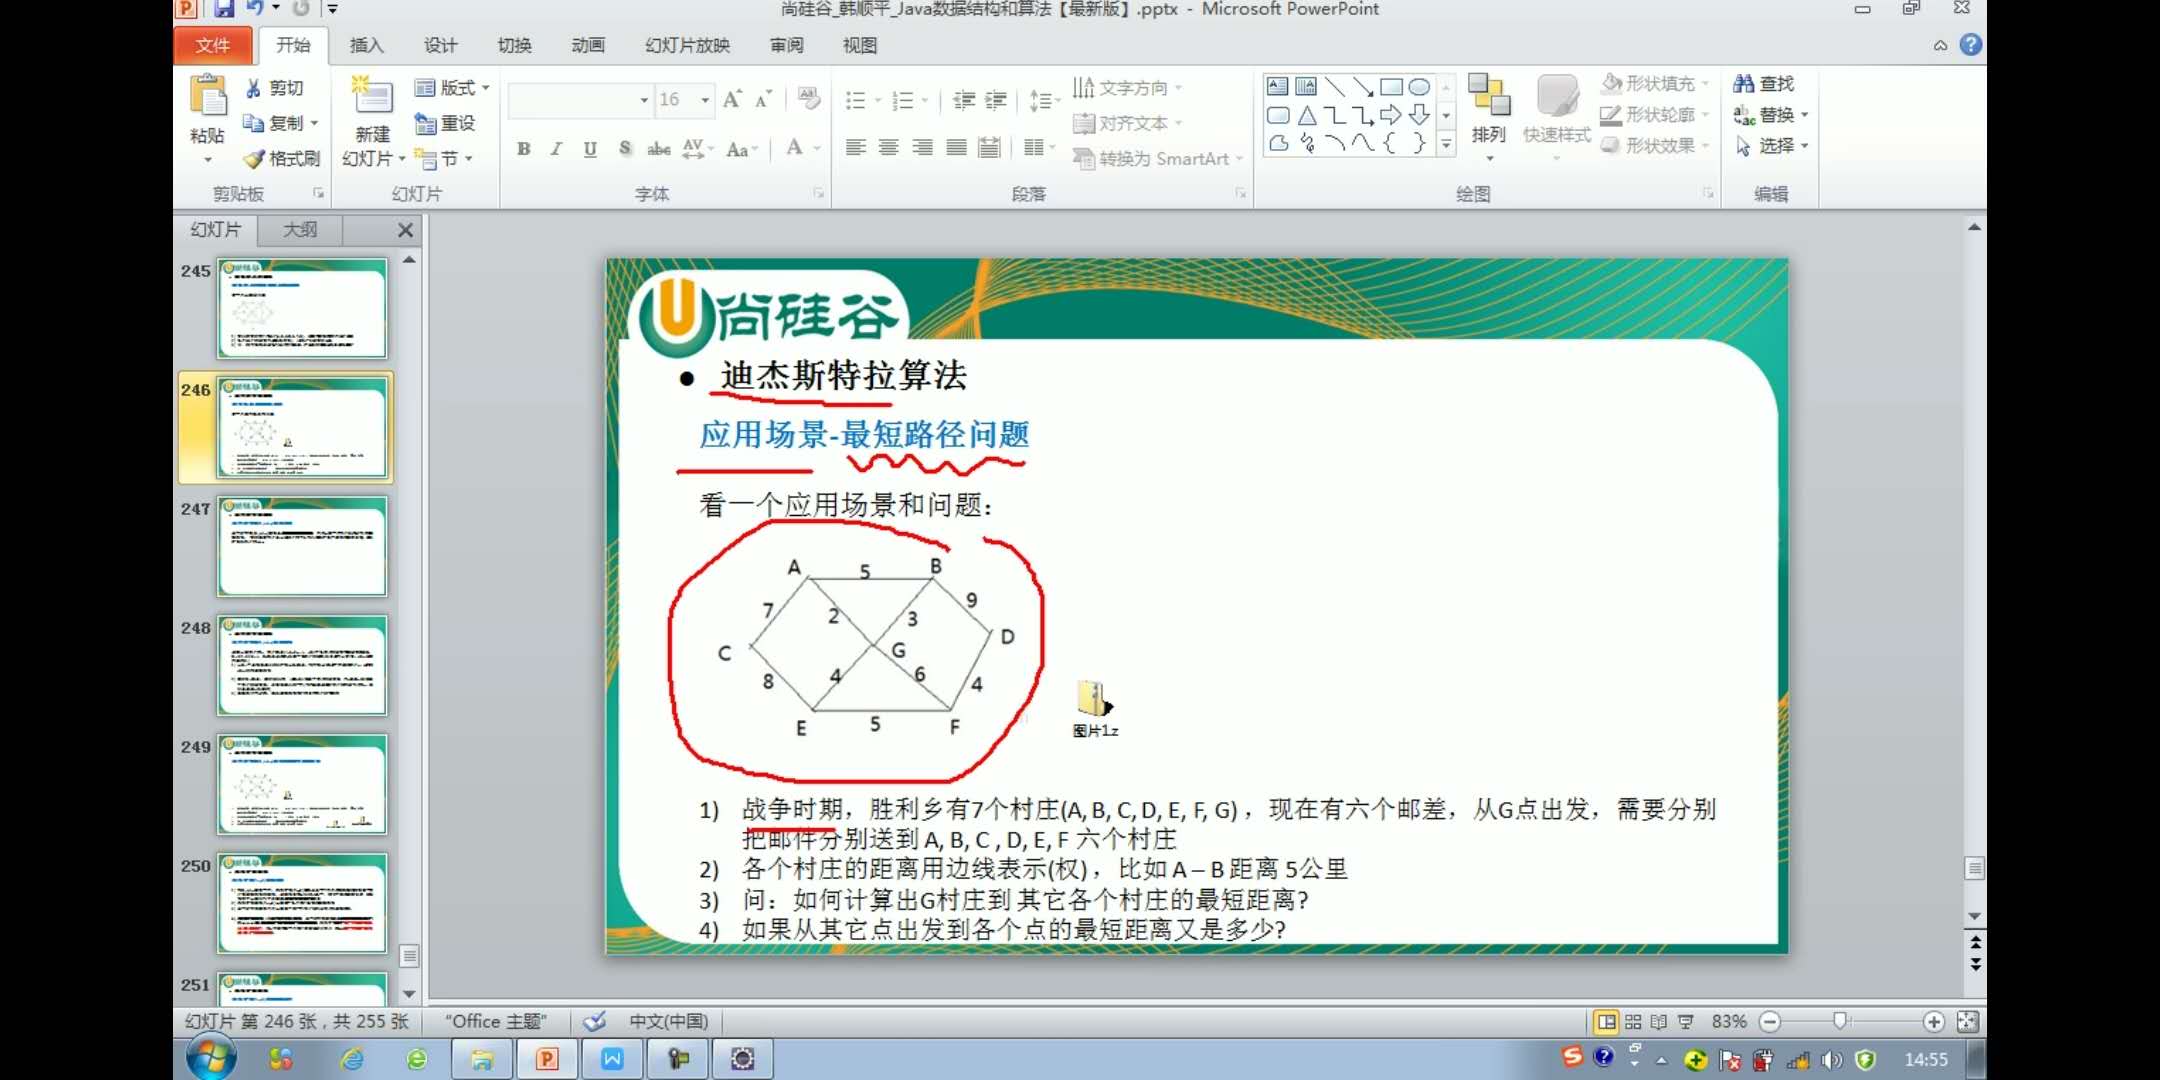 尚硅谷_韩顺平_Java数据结构和算法【最新版】.pptx - Microsoft PowerPoint
文件 开始 插入 设计 切换 动画 幻灯片放映 审阅 视图
粘贴 剪切 复制 格式刷
剪贴板
新建 幻灯片 版式 重设 节
幻灯片
16
B I U S abc AV Aa A
字体
文字方向
对齐文本
转换为 SmartArt
段落
排列 快速样式 形状填充 形状轮廓 形状效果
绘图
查找
替换
选择
编辑
幻灯片 大纲
245
246
247
248
249
250
251
尚硅谷
● 迪杰斯特拉算法
应用场景-最短路径问题
看一个应用场景和问题：
A 5 B
7 2 3 9
C G D
8 4 6 4
E 5 F
图片1.z
1) 战争时期，胜利乡有7个村庄(A, B, C, D, E, F, G) ，现在有六个邮差，从G点出发，需要分别
把邮件分别送到 A, B, C , D, E, F 六个村庄
2) 各个村庄的距离用边线表示(权) ，比如 A – B 距离 5公里
3) 问：如何计算出G村庄到 其它各个村庄的最短距离?
4) 如果从其它点出发到各个点的最短距离又是多少?
幻灯片 第 246 张，共 255 张 "Office 主题" 中文(中国) 83%
14:55